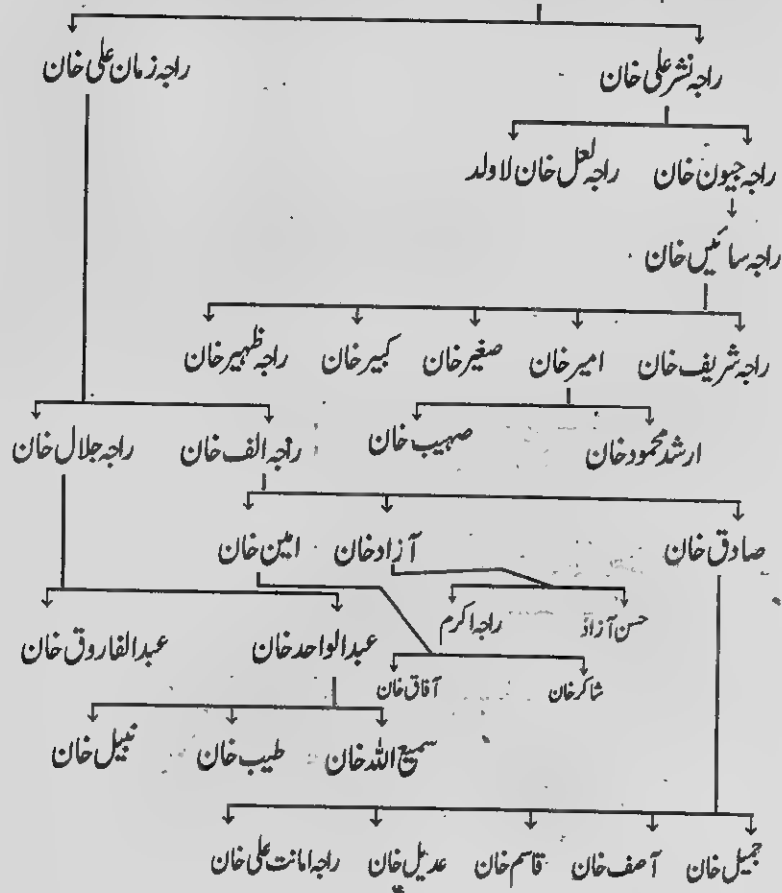 راجہ نشر علی خان راجہ زمان علی خان
راجہ جیون خان راجہ لعل خان لاولد
راجہ سائیں خان
راجہ شریف خان امیر خان صغیر خان کبیر خان راجہ ظہیر خان
ارشد محمود خان صہیب خان راجہ الف خان راجہ جلال خان
صادق خان آزاد خان امین خان
حسن آزاد راجہ اکرم عبدالواحد خان عبدالفاروق خان
شاکر خان آفاق خان
سمیع اللہ خان طیب خان نبیل خان
جمیل خان آصف خان قاسم خان عدیل خان راجہ امانت علی خان